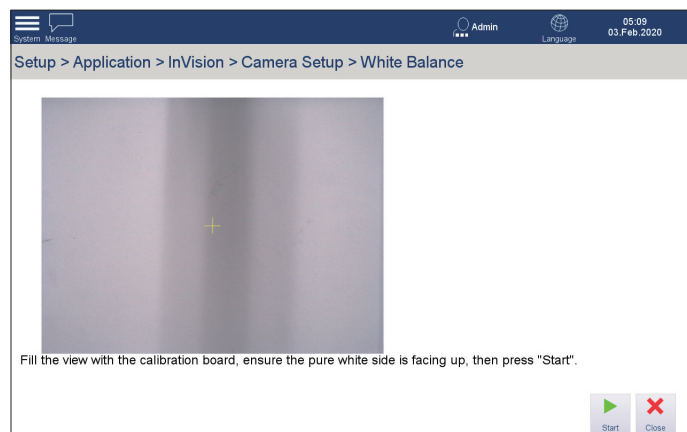 System Message
Admin
Language
05:09
03.Feb.2020
Setup > Application > InVision > Camera Setup > White Balance
Fill the view with the calibration board, ensure the pure white side is facing up, then press "Start".
Start Close